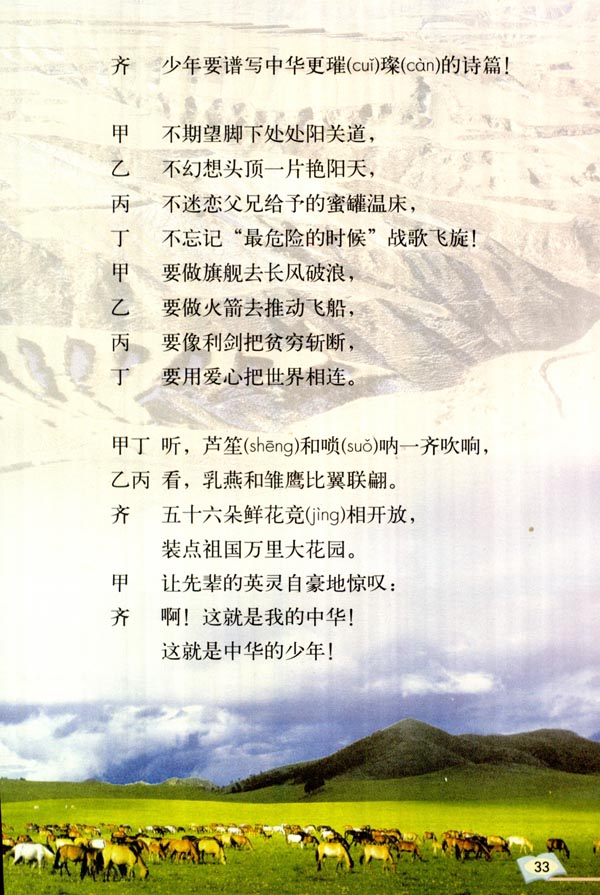 齐 少年要谱写中华更璀(cuǐ)璨(càn)的诗篇！
甲 不期望脚下处处阳关道，
乙 不幻想头顶一片艳阳天，
丙 不迷恋父兄给予的蜜罐温床，
丁 不忘记“最危险的时候”战歌飞旋！
甲 要做旗舰去长风破浪，
乙 要做火箭去推动飞船，
丙 要像利剑把贫穷斩断，
丁 要用爱心把世界相连。
甲丁 听，芦笙(shēng)和唢(suǒ)呐一齐吹响，
乙丙 看，乳燕和雏鹰比翼联翩。
齐 五十六朵鲜花竞(jìng)相开放，
装点祖国万里大花园。
甲 让先辈的英灵自豪地惊叹：
齐 啊！这就是我的中华！
这就是中华的少年！
33